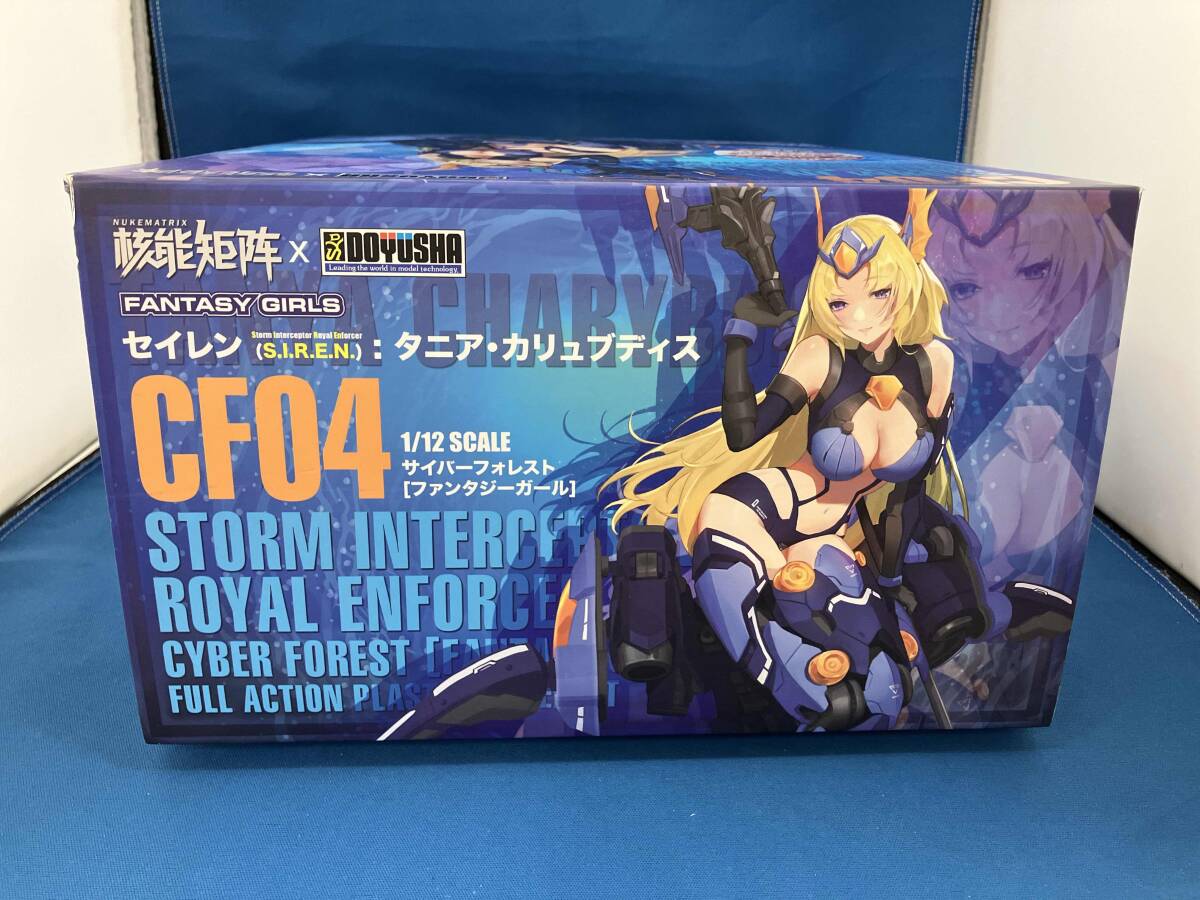 NUKEMATRIX
核能矩阵 X DOYUSHA
Leading the world in model technology.
FANTASY GIRLS
Storm Interceptor Royal Enforcer
セイレン (S.I.R.E.N.) : タニア・カリュブディス
CF04
1/12 SCALE
サイバーフォレスト
[ファンタジーガール]
STORM INTERCEPT
ROYAL ENFORCE
CYBER FOREST
FULL ACTION